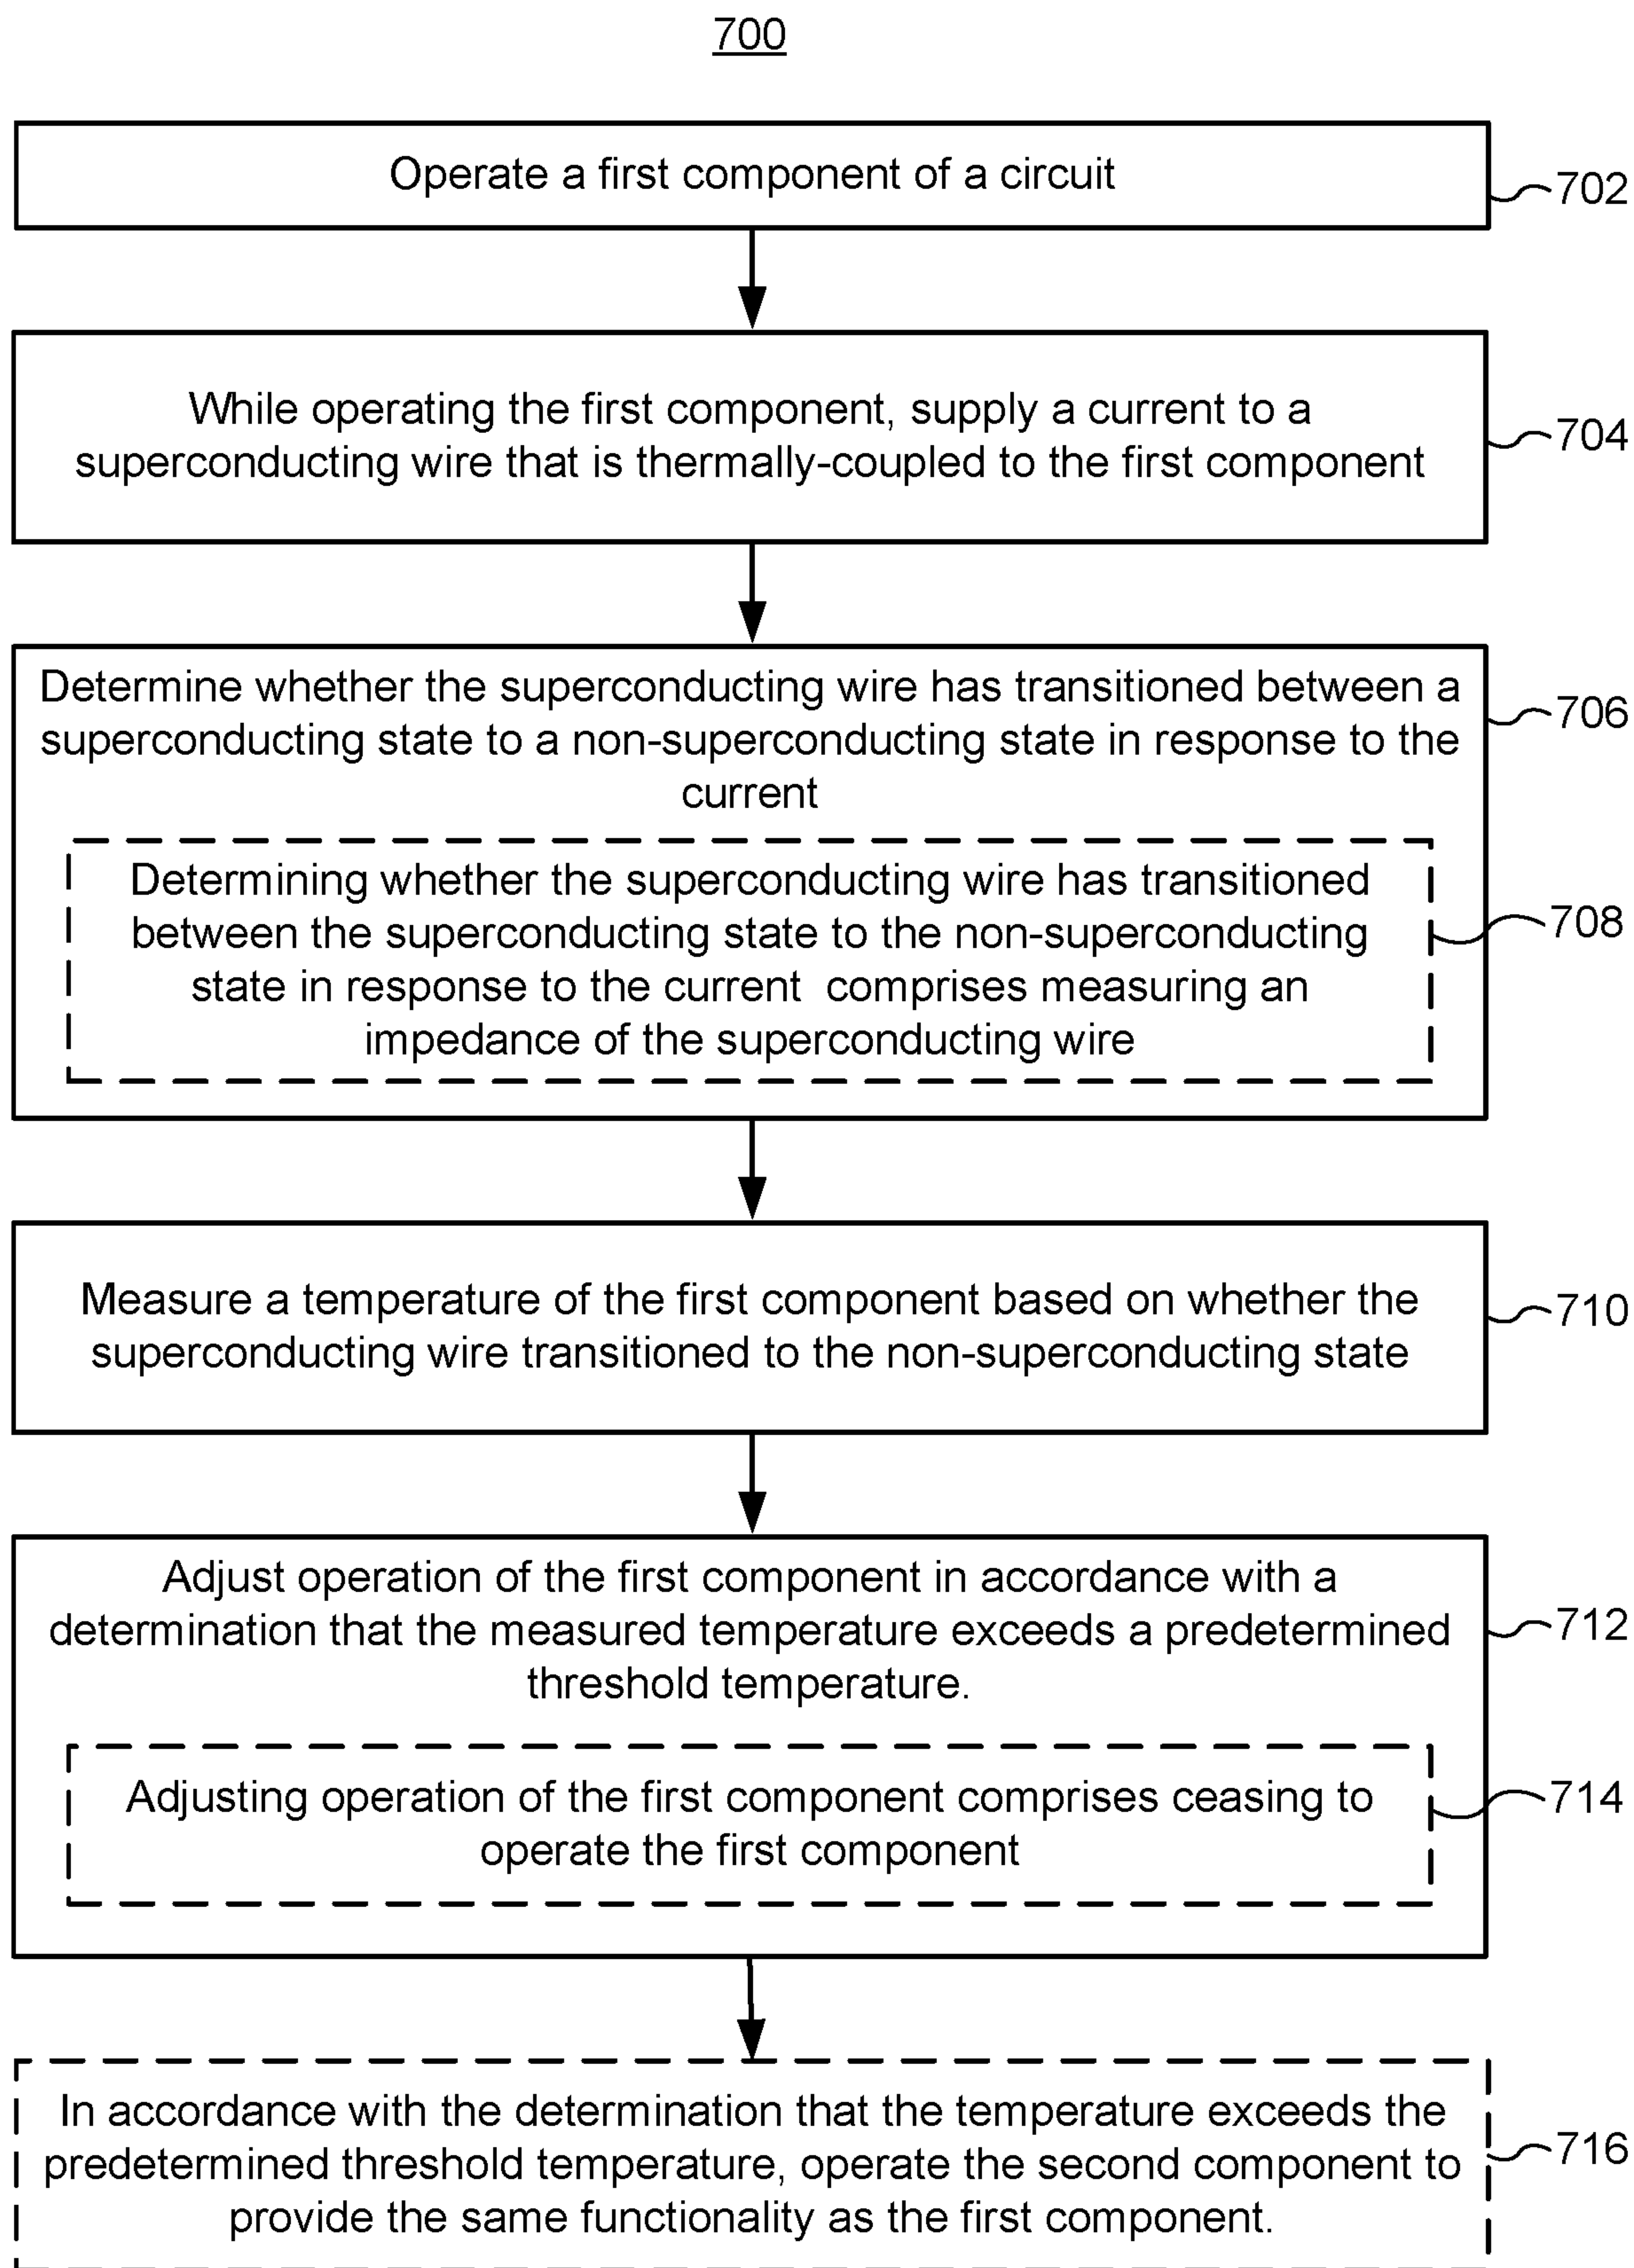 700
Operate a first component of a circuit
702
While operating the first component, supply a current to a
superconducting wire that is thermally-coupled to the first component
704
Determine whether the superconducting wire has transitioned between a
superconducting state to a non-superconducting state in response to the
current
706
Determining whether the superconducting wire has transitioned
between the superconducting state to the non-superconducting
state in response to the current  comprises measuring an
impedance of the superconducting wire
708
Measure a temperature of the first component based on whether the
superconducting wire transitioned to the non-superconducting state
710
Adjust operation of the first component in accordance with a
determination that the measured temperature exceeds a predetermined
threshold temperature.
712
Adjusting operation of the first component comprises ceasing to
operate the first component
714
In accordance with the determination that the temperature exceeds the
predetermined threshold temperature, operate the second component to
provide the same functionality as the first component.
716